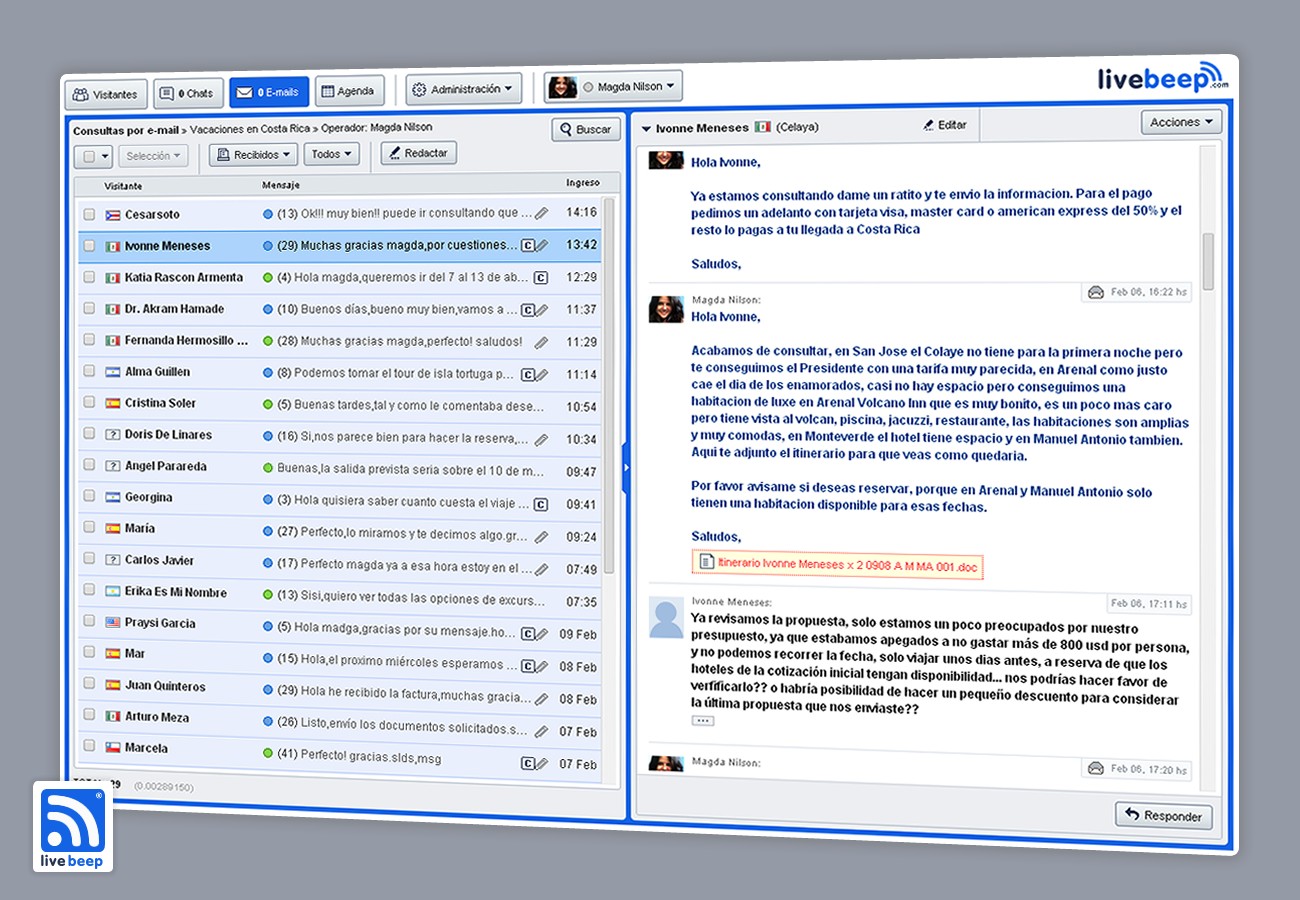 Visitantes
0 Chats
0 E-mails
Agenda
Administración
Magda Nilson
livebeep.com
Consultas por e-mail » Vacaciones en Costa Rica » Operador: Magda Nilson
Buscar
Selección
Recibidos
Todos
Redactar
Visitante Mensaje Ingreso
Cesarsoto (13) Ok!!! muy bien!! puede ir consultando que ... 14:16
Ivonne Meneses (29) Muchas gracias magda,por cuestiones... C 13:42
Katia Rascon Armenta (4) Hola magda,queremos ir del 7 al 13 de ab... C 12:29
Dr. Akram Hamade (10) Buenos días,bueno muy bien,vamos a ... C 11:37
Fernanda Hermosillo ... (28) Muchas gracias magda,perfecto! saludos! 11:29
Alma Guillen (8) Podemos tomar el tour de isla tortuga p... C 11:14
Cristina Soler (5) Buenas tardes,tal y como le comentaba dese... 10:54
? Doris De Linares (16) Si,nos parece bien para hacer la reserva,... 10:34
? Angel Parareda Buenas,la salida prevista seria sobre el 10 de m... 09:47
Georgina (3) Hola quisiera saber cuanto cuesta el viaje ... C 09:41
María (27) Perfecto,lo miramos y te decimos algo.gr... 09:24
? Carlos Javier (17) Perfecto magda ya a esa hora estoy en el ... 07:49
Erika Es Mi Nombre (13) Sisi,quiero ver todas las opciones de excurs... 07:35
Praysi Garcia (5) Hola madga,gracias por su mensaje.ho... C 09 Feb
Mar (15) Hola,el proximo miércoles esperamos ... C 08 Feb
Juan Quinteros (29) Hola he recibido la factura,muchas gracia... 08 Feb
Arturo Meza (26) Listo,envío los documentos solicitados.s... 07 Feb
Marcela (41) Perfecto! gracias.slds,msg C 07 Feb
29 (0.00289150)
Ivonne Meneses (Celaya)
Editar
Acciones
Hola Ivonne,
Ya estamos consultando dame un ratito y te envio la informacion. Para el pago
pedimos un adelanto con tarjeta visa, master card o american express del 50% y el
resto lo pagas a tu llegada a Costa Rica
Saludos,
Magda Nilson:
Feb 06, 16:22 hs
Hola Ivonne,
Acabamos de consultar, en San Jose el Colaye no tiene para la primera noche pero
te conseguimos el Presidente con una tarifa muy parecida, en Arenal como justo
cae el dia de los enamorados, casi no hay espacio pero conseguimos una
habitacion de luxe en Arenal Volcano Inn que es muy bonito, es un poco mas caro
pero tiene vista al volcan, piscina, jacuzzi, restaurante, las habitaciones son amplias
y muy comodas, en Monteverde el hotel tiene espacio y en Manuel Antonio tambien.
Aqui te adjunto el itinerario para que veas como quedaria.
Por favor avisame si deseas reservar, porque en Arenal y Manuel Antonio solo
tienen una habitacion disponible para esas fechas.
Saludos,
Itinerario Ivonne Meneses x 2 0908 A M MA 001.doc
Ivonne Meneses:
Feb 06, 17:11 hs
Ya revisamos la propuesta, solo estamos un poco preocupados por nuestro
presupuesto, ya que estabamos apegados a no gastar más de 800 usd por persona,
y no podemos recorrer la fecha, solo viajar unos dias antes, a reserva de que los
hoteles de la cotización inicial tengan disponibilidad... nos podrías hacer favor de
verfificarlo?? o habría posibilidad de hacer un pequeño descuento para considerar
la última propuesta que nos enviaste??
...
Magda Nilson:
Feb 06, 17:20 hs
Responder
®
livebeep